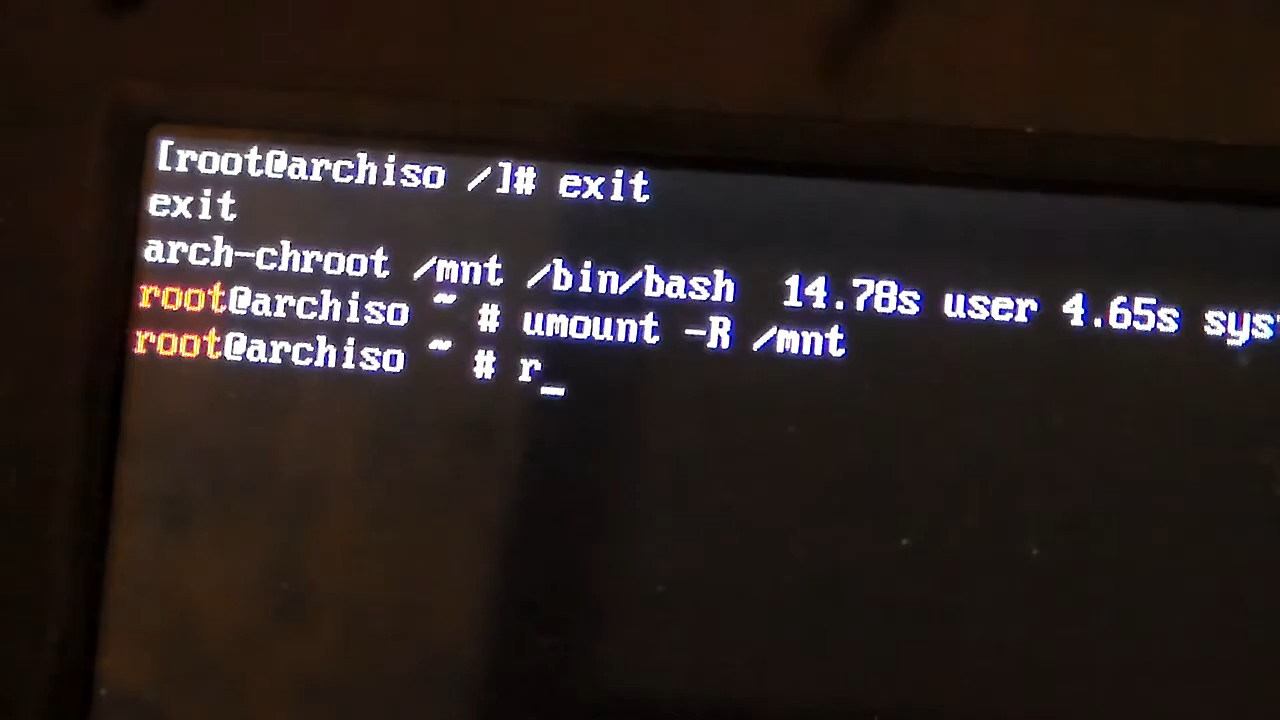 [root@archiso /]# exit
exit
arch-chroot /mnt /bin/bash  14.78s user 4.65s sys
root@archiso ~ # umount -R /mnt
root@archiso ~ # r_